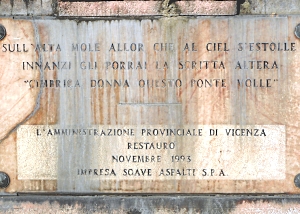 SULL'ALTA MOLE ALLOR CHE AL CIEL S'ESTOLLE
INNANZI GLI PORRAI LA SCRITTA ALTERA
"CIMBRICA DONNA QUESTO PONTE VOLLE"
L'AMMINISTRAZIONE PROVINCIALE DI VICENZA
RESTAURO
NOVEMBRE 1993
IMPRESA SOAVE ASFALTI S.P.A.